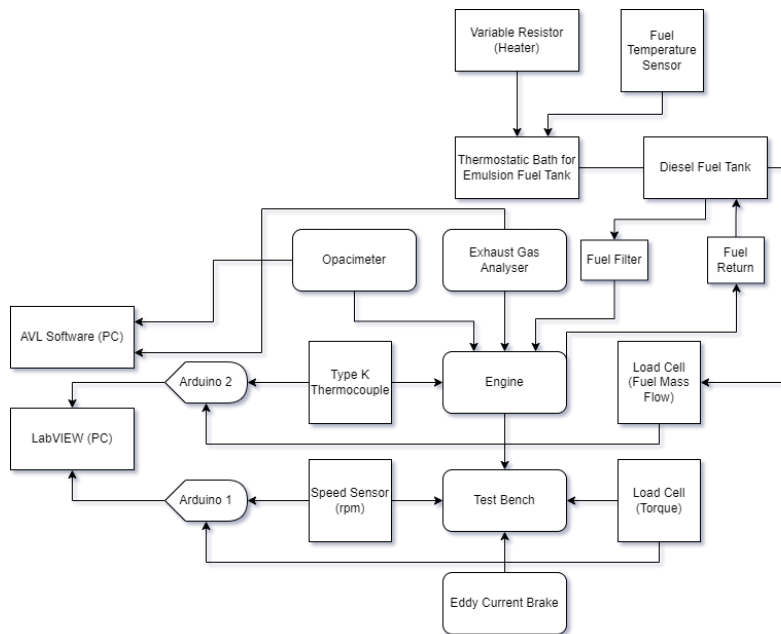 Variable Resistor
(Heater)
Fuel
Temperature
Sensor
Thermostatic Bath for
Emulsion Fuel Tank
Diesel Fuel Tank
Opacimeter
Exhaust Gas
Analyser
Fuel Filter
Fuel
Return
AVL Software (PC)
Arduino 2
Type K
Thermocouple
Engine
Load Cell
(Fuel Mass
Flow)
LabVIEW (PC)
Arduino 1
Speed Sensor
(rpm)
Test Bench
Load Cell
(Torque)
Eddy Current Brake